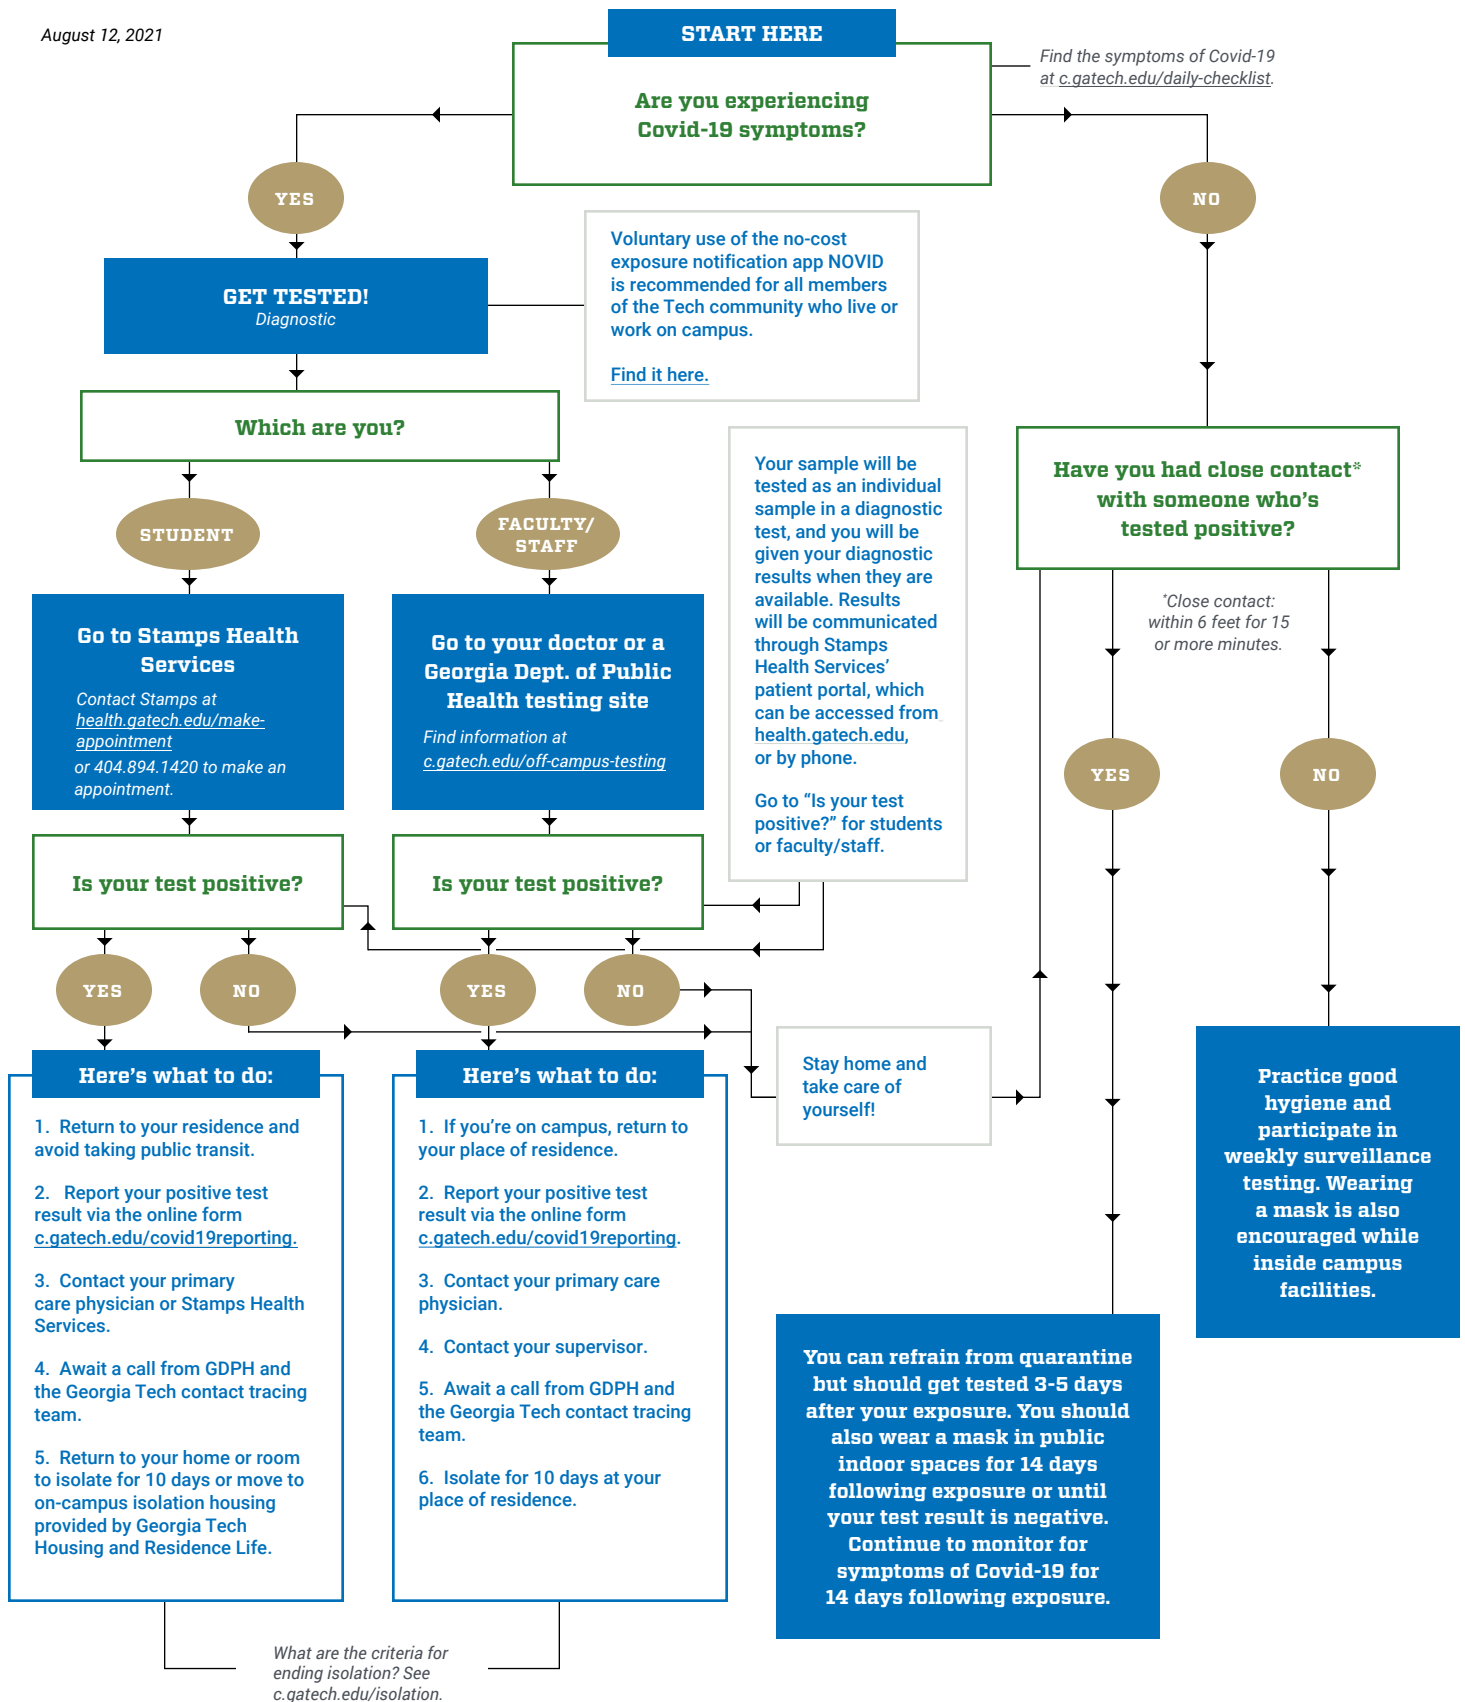 August 12, 2021
START HERE
Are you experiencing
Covid-19 symptoms?
Find the symptoms of Covid-19
at c.gatech.edu/daily-checklist.
YES
NO
GET TESTED!
Diagnostic
Voluntary use of the no-cost
exposure notification app NOVID
is recommended for all members
of the Tech community who live or
work on campus.
Find it here.
Which are you?
STUDENT
FACULTY/
STAFF
Go to Stamps Health
Services
Contact Stamps at
health.gatech.edu/make-
appointment
or 404.894.1420 to make an
appointment.
Go to your doctor or a
Georgia Dept. of Public
Health testing site
Find information at
c.gatech.edu/off-campus-testing
Your sample will be
tested as an individual
sample in a diagnostic
test, and you will be
given your diagnostic
results when they are
available. Results
will be communicated
through Stamps
Health Services’
patient portal, which
can be accessed from
health.gatech.edu,
or by phone.
Go to “Is your test
positive?” for students
or faculty/staff.
Have you had close contact*
with someone who’s
tested positive?
*Close contact:
within 6 feet for 15
or more minutes.
YES
NO
Is your test positive?
Is your test positive?
YES
NO
YES
NO
Stay home and
take care of
yourself!
Here’s what to do:
1. Return to your residence and
avoid taking public transit.
2. Report your positive test
result via the online form
c.gatech.edu/covid19reporting.
3. Contact your primary
care physician or Stamps Health
Services.
4. Await a call from GDPH and
the Georgia Tech contact tracing
team.
5. Return to your home or room
to isolate for 10 days or move to
on-campus isolation housing
provided by Georgia Tech
Housing and Residence Life.
Here’s what to do:
1. If you’re on campus, return to
your place of residence.
2. Report your positive test
result via the online form
c.gatech.edu/covid19reporting.
3. Contact your primary care
physician.
4. Contact your supervisor.
5. Await a call from GDPH and
the Georgia Tech contact tracing
team.
6. Isolate for 10 days at your
place of residence.
Practice good
hygiene and
participate in
weekly surveillance
testing. Wearing
a mask is also
encouraged while
inside campus
facilities.
You can refrain from quarantine
but should get tested 3-5 days
after your exposure. You should
also wear a mask in public
indoor spaces for 14 days
following exposure or until
your test result is negative.
Continue to monitor for
symptoms of Covid-19 for
14 days following exposure.
What are the criteria for
ending isolation? See
c.gatech.edu/isolation.